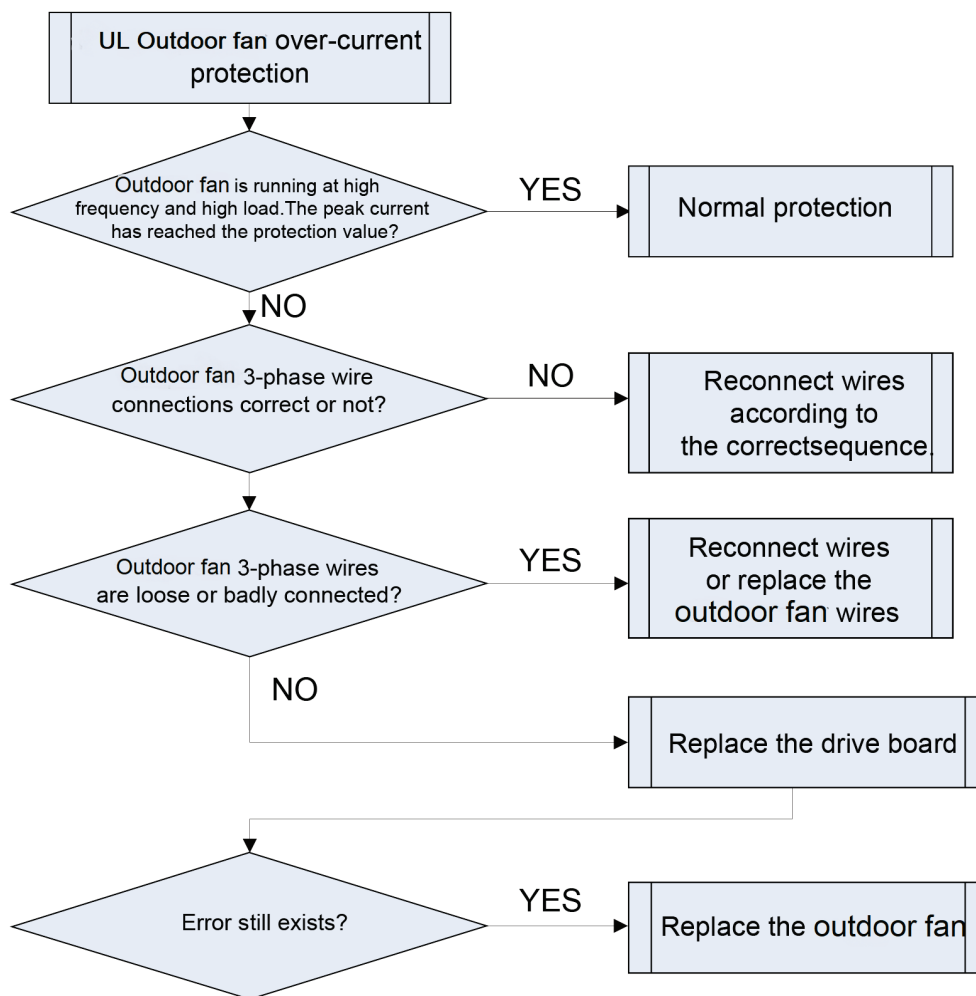 UL Outdoor fan over-current
protection
Outdoor fan is running at high
frequency and high load.The peak current
has reached the protection value?
YES
Normal protection
NO
Outdoor fan 3-phase wire
connections correct or not?
NO
Reconnect wires
according to
the correctsequence.
Outdoor fan 3-phase wires
are loose or badly connected?
YES
Reconnect wires
or replace the
outdoor fan wires
NO
Replace the drive board
Error still exists?
YES
Replace the outdoor fan